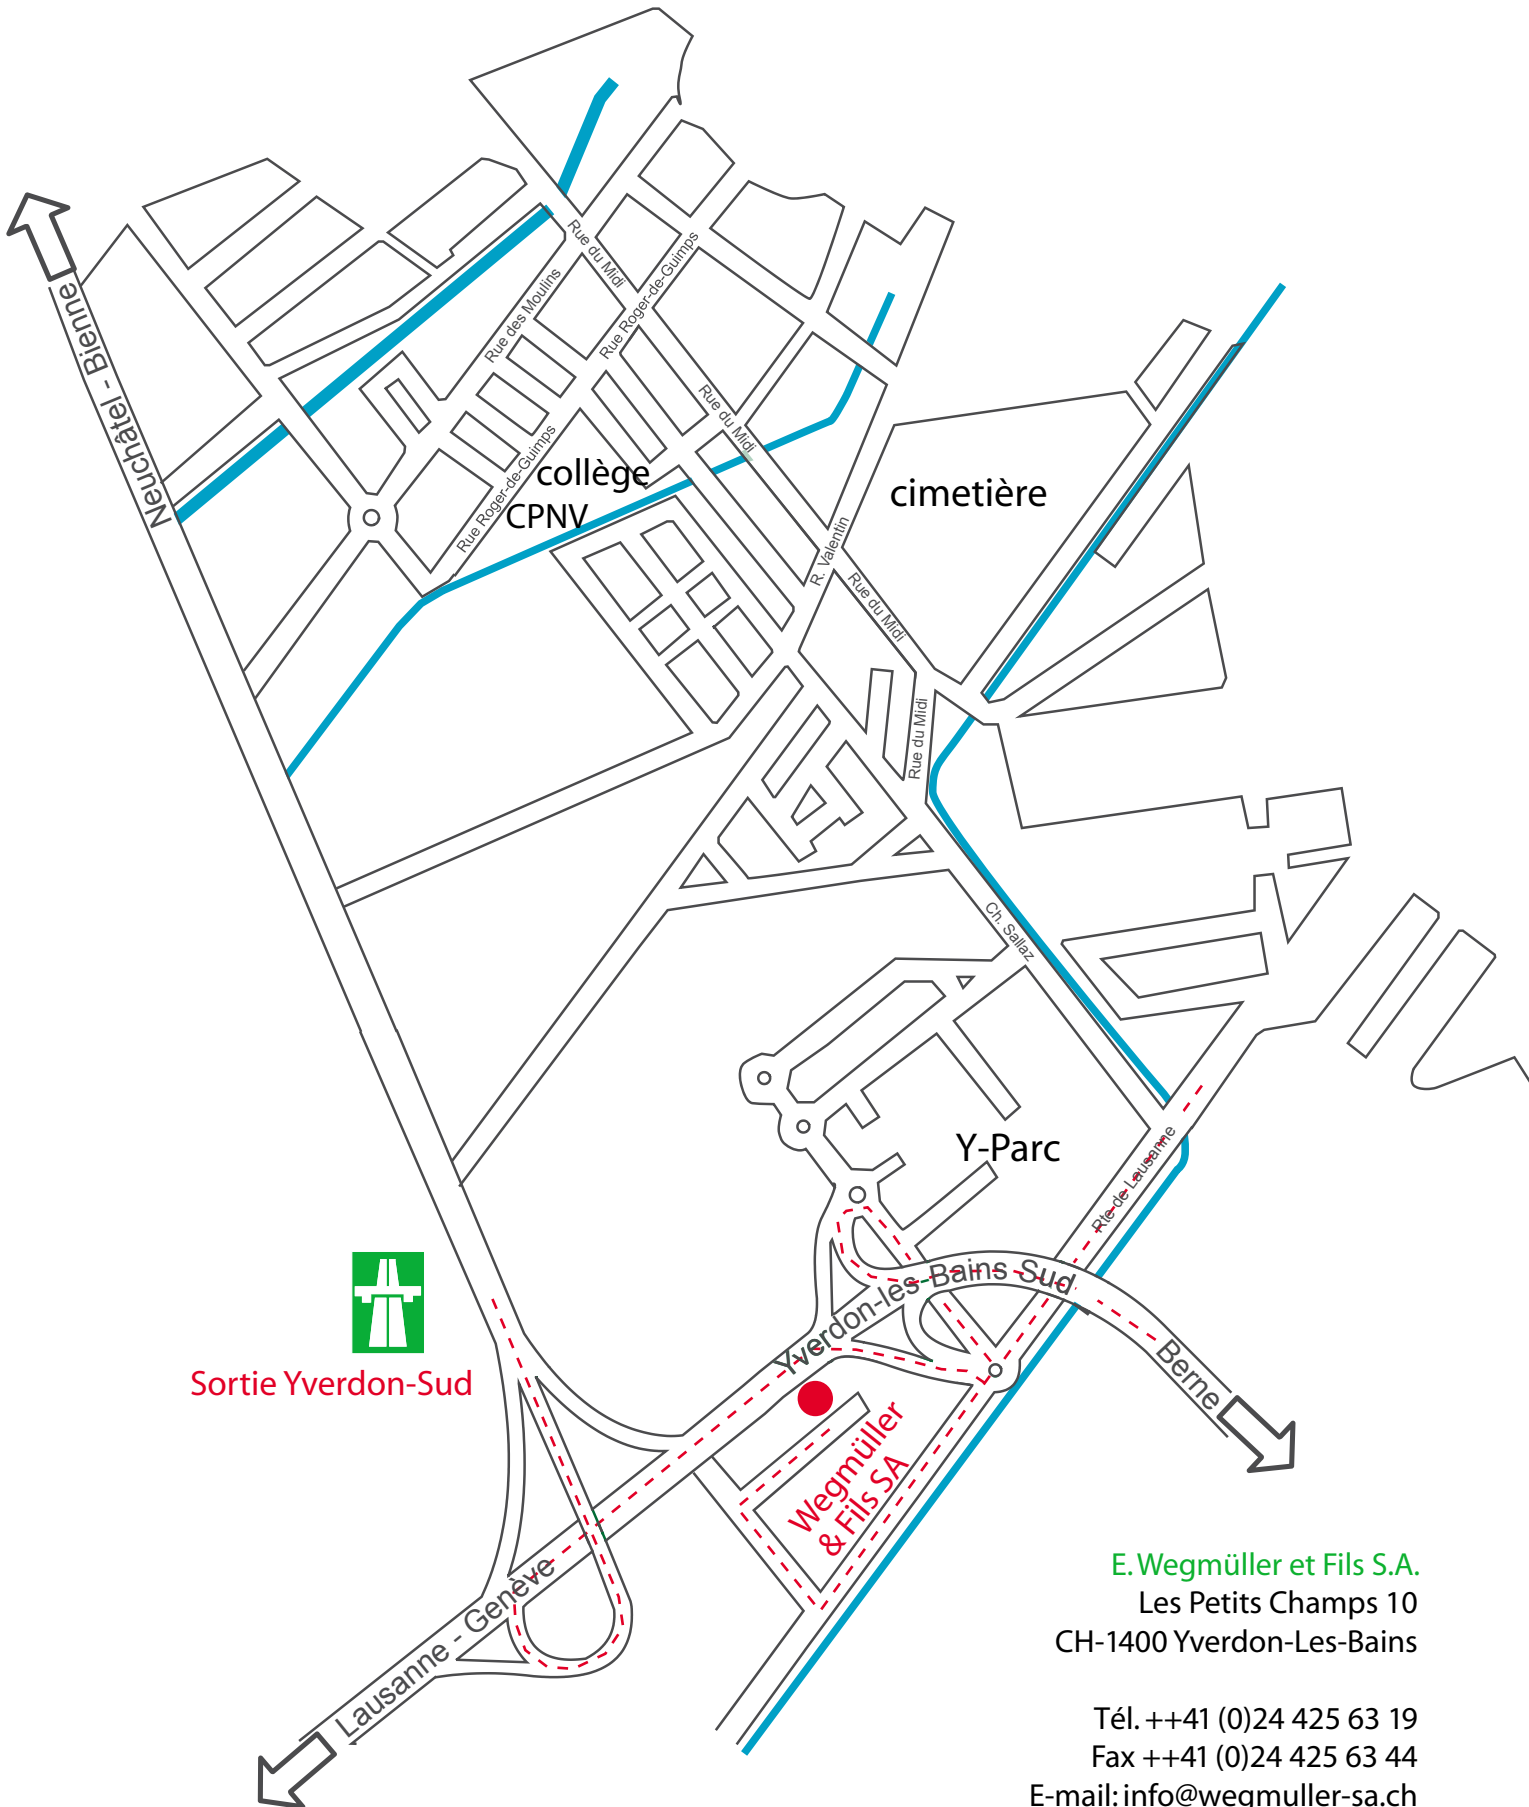 Rue du Midi
Rue Roger-de-Guimps
Rue des Moulins
Neuchâtel - Bienne
Rue du Midi
Rue Roger-de-Guimps
collège
CPNV
cimetière
R. Valentin
Rue du Midi
Rue du Midi
Ch. Sallaz
Y-Parc
Rte de Lausanne
Yverdon-les-Bains Sud
Berne
Sortie Yverdon-Sud
Wegmüller
& Fils SA
Lausanne - Genève
E. Wegmüller et Fils S.A.
Les Petits Champs 10
CH-1400 Yverdon-Les-Bains
Tél. ++41 (0)24 425 63 19
Fax ++41 (0)24 425 63 44
E-mail: info@wegmuller-sa.ch